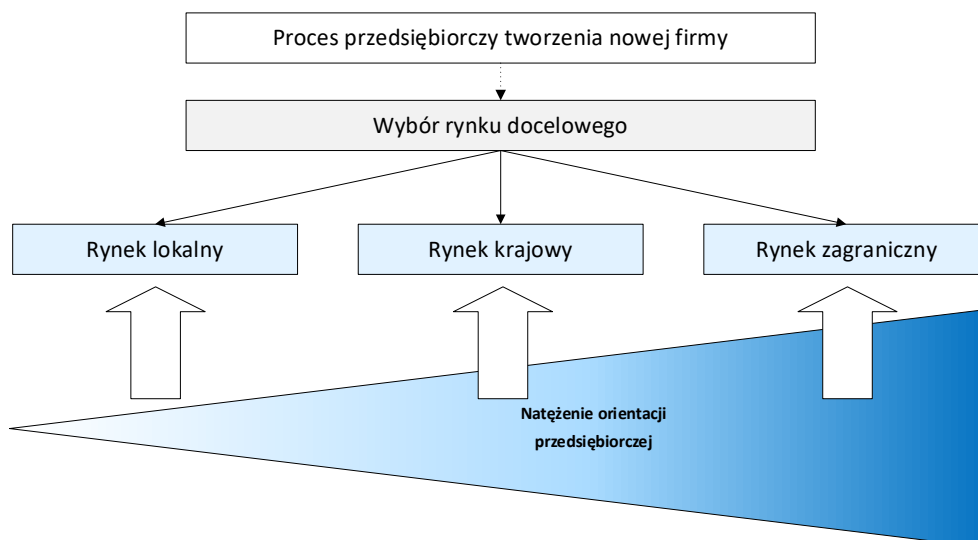 Proces przedsiębiorczy tworzenia nowej firmy
Wybór rynku docelowego
Rynek lokalny
Rynek krajowy
Rynek zagraniczny
Natężenie orientacji
przedsiębiorczej